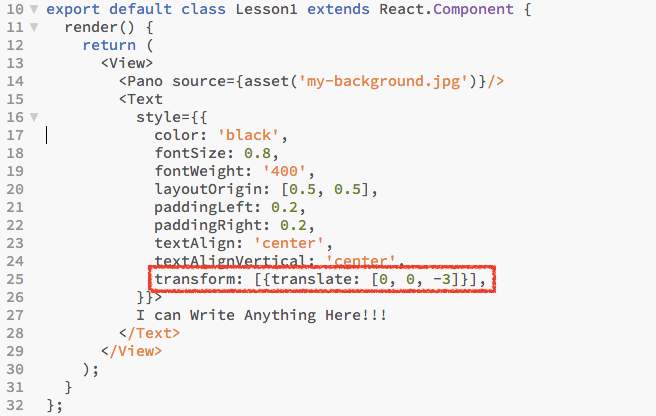 10 export default class Lesson1 extends React.Component {
11   render() {
12     return (
13       <View>
14         <Pano source={asset('my-background.jpg')}/>
15         <Text
16           style={{
17             color: 'black',
18             fontSize: 0.8,
19             fontWeight: '400',
20             layoutOrigin: [0.5, 0.5],
21             paddingLeft: 0.2,
22             paddingRight: 0.2,
23             textAlign: 'center',
24             textAlignVertical: 'center',
25             transform: [{translate: [0, 0, -3]}],
26           }}>
27           I can Write Anything Here!!!
28         </Text>
29       </View>
30     );
31   }
32 };